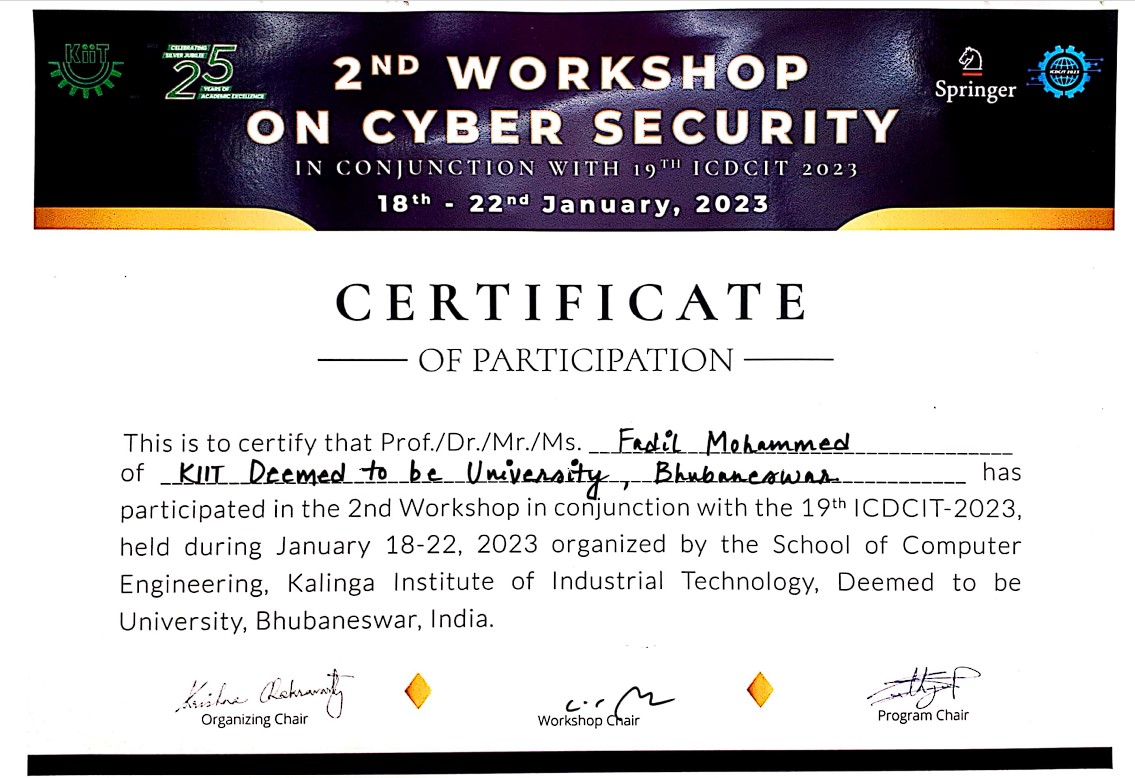 KiiT
CELEBRATING
SILVER JUBILEE
25
YEARS OF
ACADEMIC EXCELLENCE
2ND WORKSHOP
ON CYBER SECURITY
IN CONJUNCTION WITH 19TH ICDCIT 2023
18th - 22nd January, 2023
Springer
ICDCIT 2023
CERTIFICATE
OF PARTICIPATION
This is to certify that Prof./Dr./Mr./Ms. Fadil Mohammed
of KIIT Deemed to be University, Bhubaneswar has
participated in the 2nd Workshop in conjunction with the 19th ICDCIT-2023,
held during January 18-22, 2023 organized by the School of Computer
Engineering, Kalinga Institute of Industrial Technology, Deemed to be
University, Bhubaneswar, India.
Krishna Chakravarty
Organizing Chair
Workshop Chair
Program Chair